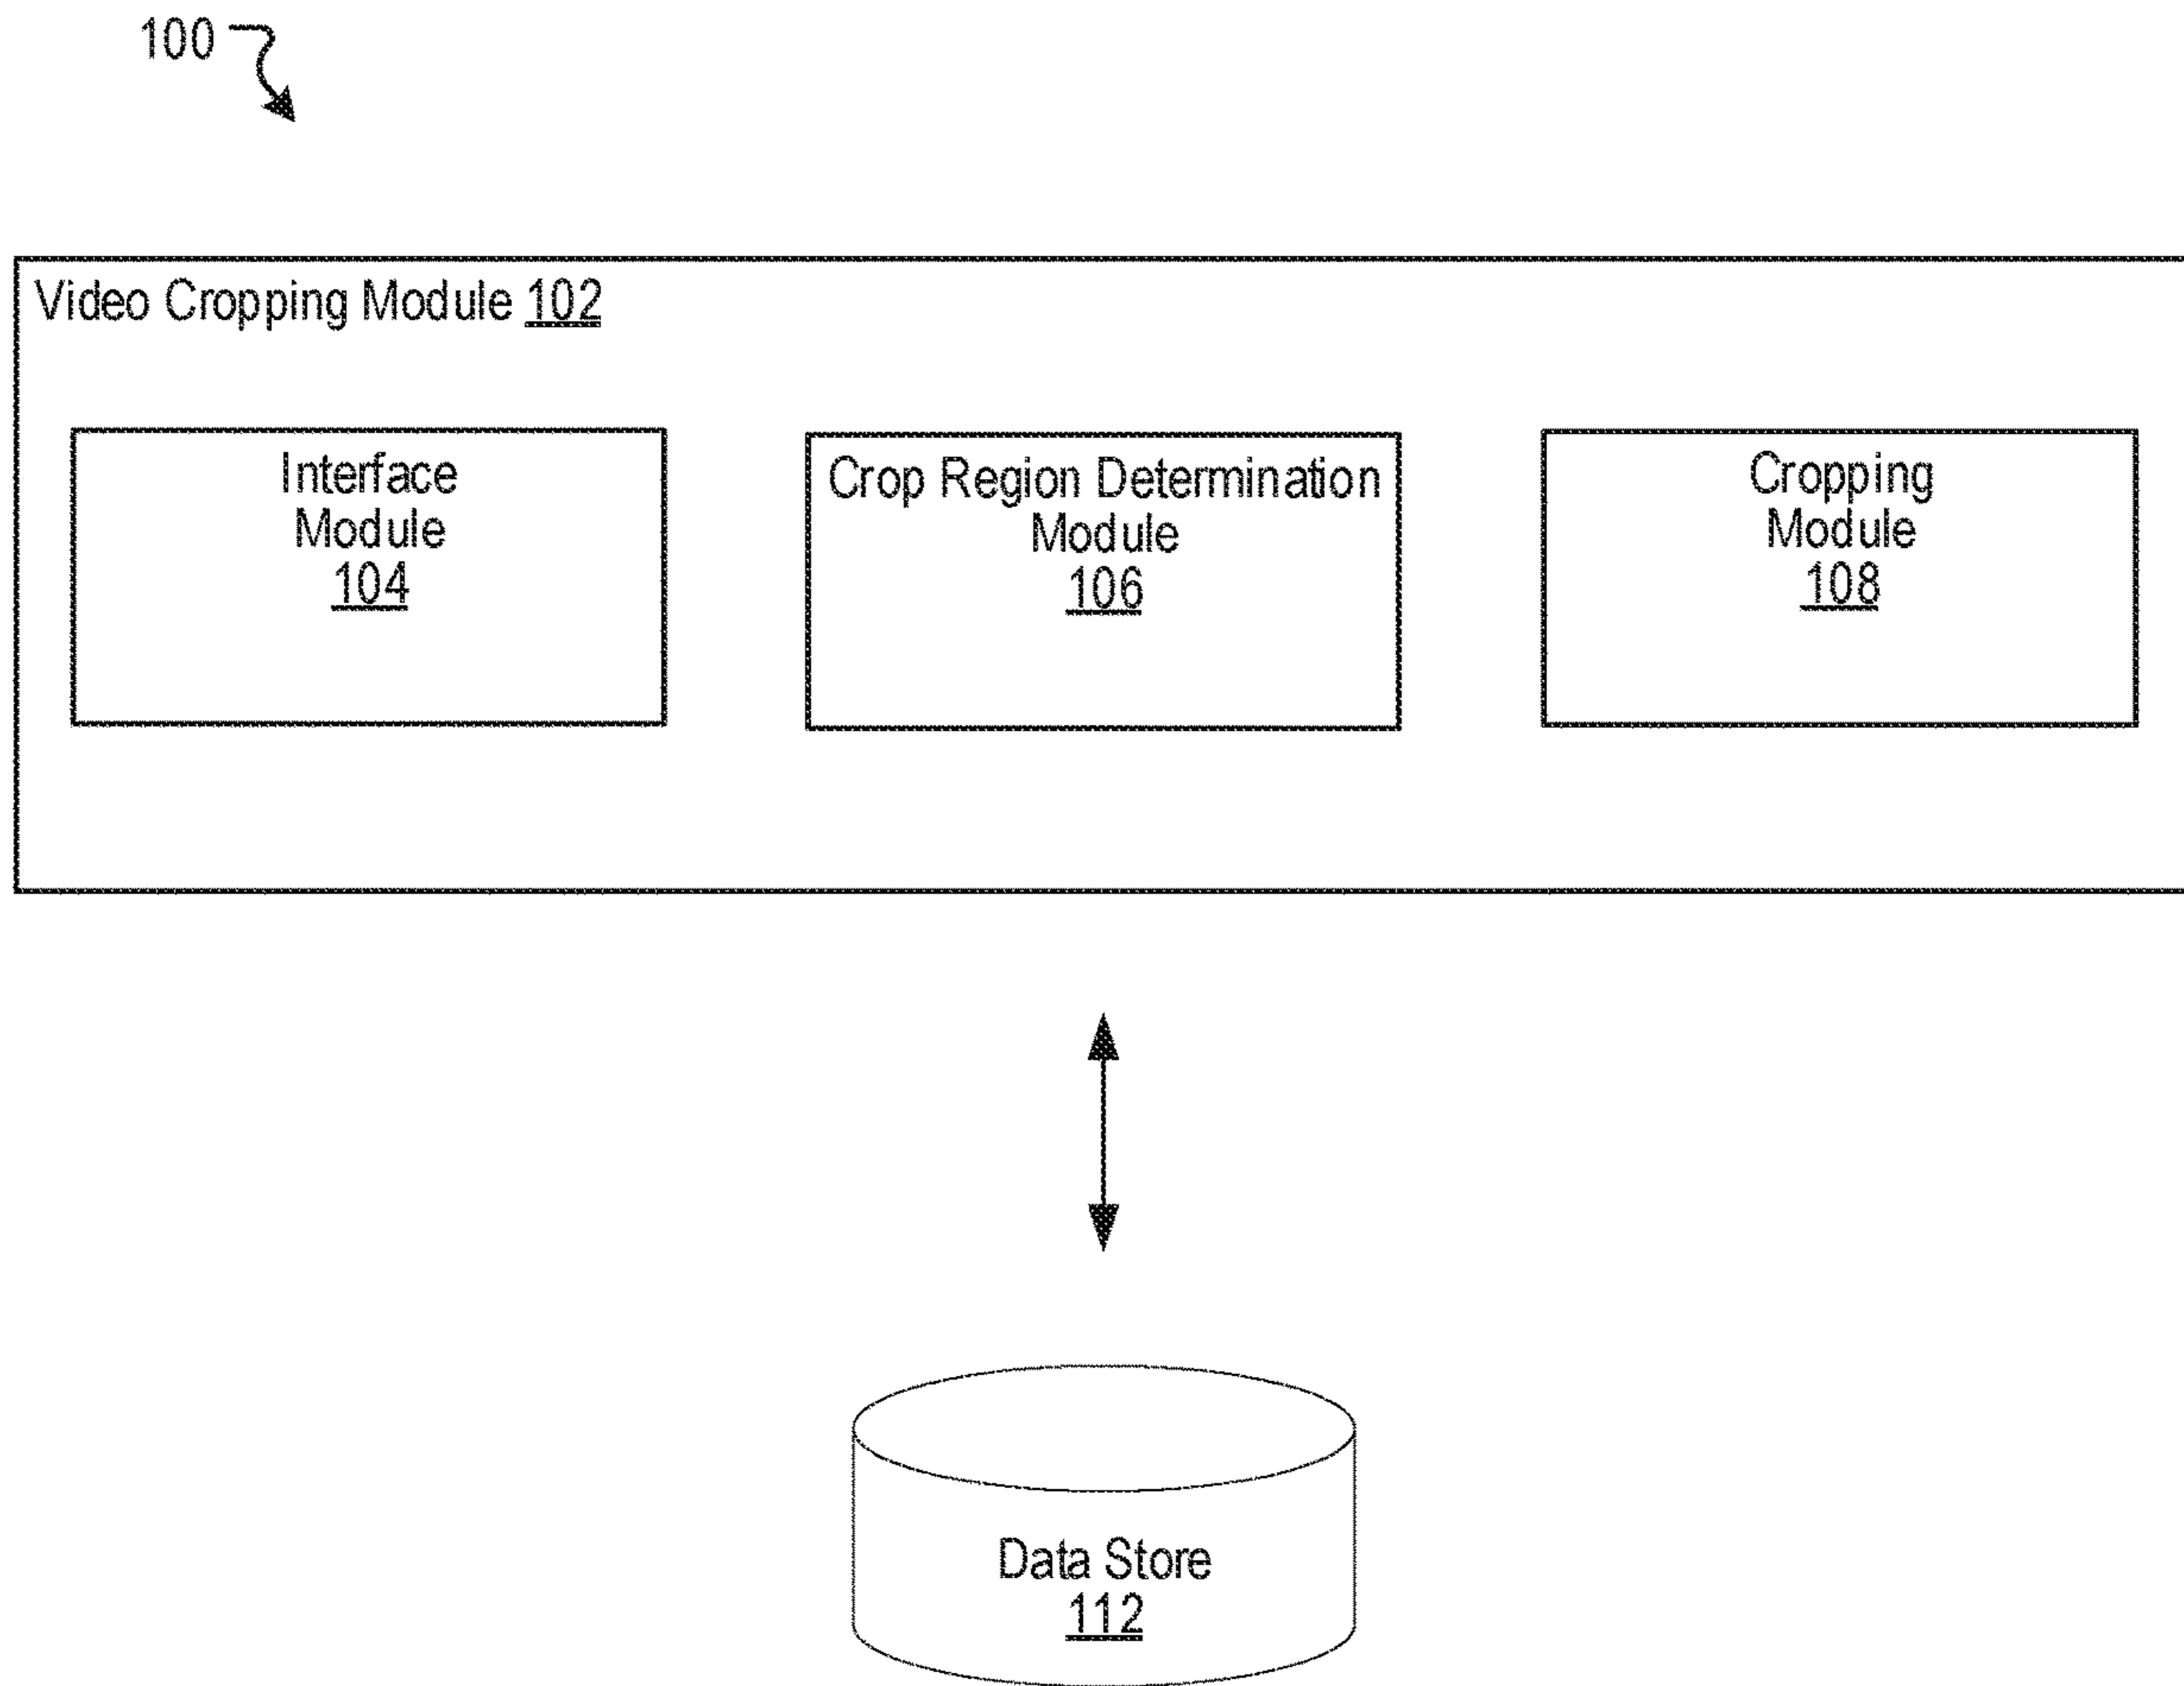 100
Video Cropping Module 102
Interface
Module
104
Crop Region Determination
Module
106
Cropping
Module
108
Data Store
112